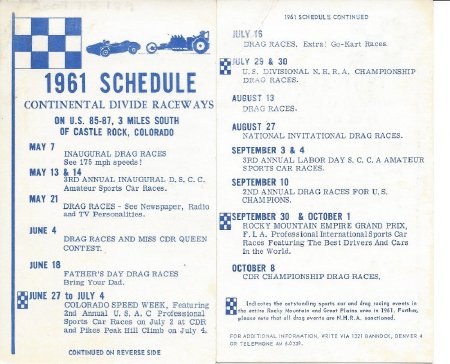 1961 SCHEDULE
CONTINENTAL DIVIDE RACEWAYS
ON U.S. 85-87, 3 MILES SOUTH
OF CASTLE ROCK, COLORADO
MAY 7
INAUGURAL DRAG RACES
See 175 mph speeds!
MAY 13 & 14
3RD ANNUAL INAUGURAL D.S.C.C.
Amateur Sports Car Races.
MAY 21
DRAG RACES - See Newspaper, Radio
and TV Personalities.
JUNE 4
DRAG RACES AND MISS CDR QUEEN
CONTEST.
JUNE 18
FATHER'S DAY DRAG RACES
Bring Your Dad.
JUNE 27 to JULY 4
COLORADO SPEED WEEK, Featuring
2nd Annual U.S.A.C Professional
Sports Car Races on July 2 at CDR
and Pikes Peak Hill Climb on July 4.
CONTINUED ON REVERSE SIDE
1961 SCHEDULE CONTINUED
JULY 16
DRAG RACES. Extra! Go-Kart Races.
JULY 29 & 30
U.S. DIVISIONAL N.H.R.A. CHAMPIONSHIP
DRAG RACES.
AUGUST 13
DRAG RACES.
AUGUST 27
NATIONAL INVITATIONAL DRAG RACES.
SEPTEMBER 3 & 4
3RD ANNUAL LABOR DAY S.C.C.A AMATEUR
SPORTS CAR RACES.
SEPTEMBER 10
2ND ANNUAL DRAG RACES FOR U.S.
CHAMPIONS.
SEPTEMBER 30 & OCTOBER 1
ROCKY MOUNTAIN EMPIRE GRAND PRIX,
F.I.A. Professional International Sports Car
Races Featuring The Best Drivers And Cars
in the World.
OCTOBER 8
CDR CHAMPIONSHIP DRAG RACES.
Indicates the outstanding sports car and drag racing events in
the entire Rocky Mountain and Great Plains area in 1961. Further,
please note that all drag events are N.H.R.A. sanctioned.
FOR ADDITIONAL INFORMATION, WRITE VIA 1321 BANNOCK, DENVER 4
OR TELEPHONE AM 6-0339.